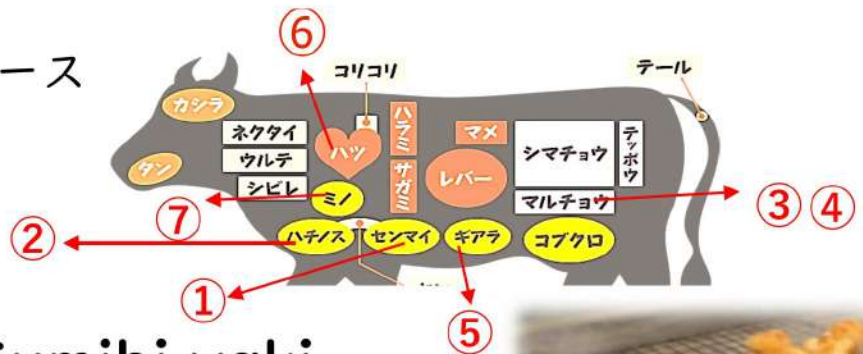 ース
⑥
コリコリ
テール
カシラ
ネクタイ
ハツ
ハラミ
マメ
シマチョウ
テッポウ
タン
ウルテ
サガミ
レバー
シビレ
ミノ
マルチョウ
③ ④
⑦
②
ハチノス
センマイ
ギアラ
コブクロ
①
⑤